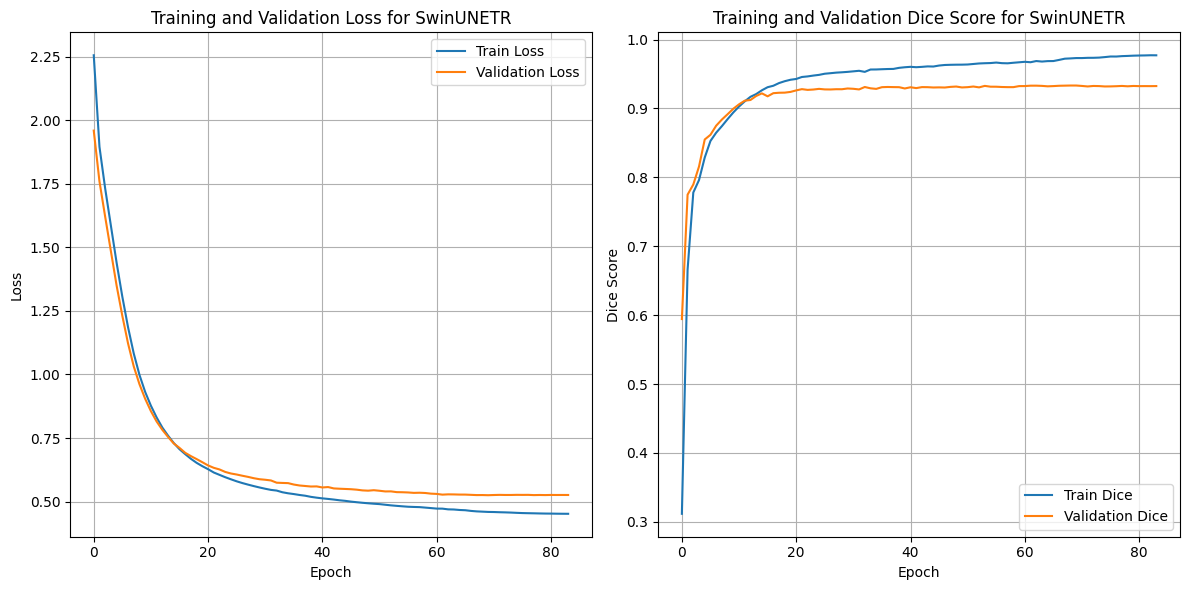 Training and Validation Loss for SwinUNETR
Train Loss
Validation Loss
2.25
2.00
1.75
1.50
1.25
1.00
0.75
0.50
Loss
0 20 40 60 80
Epoch
Training and Validation Dice Score for SwinUNETR
1.0
0.9
0.8
0.7
0.6
0.5
0.4
0.3
Dice Score
Train Dice
Validation Dice
0 20 40 60 80
Epoch